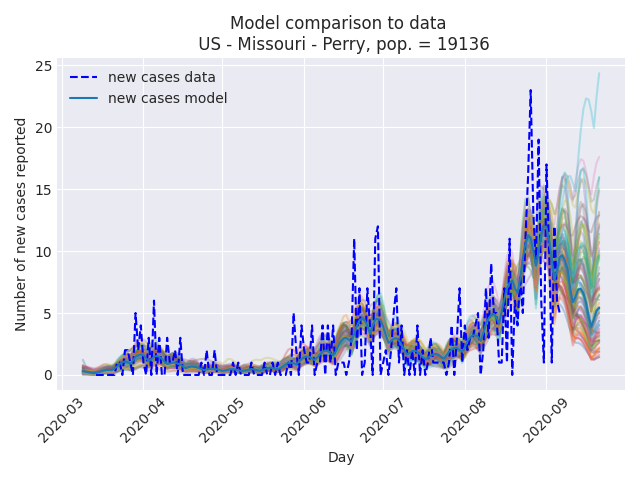 Model comparison to data
US - Missouri - Perry, pop. = 19136
new cases data
new cases model
Number of new cases reported
25
20
15
10
5
0
2020-03
2020-04
2020-05
2020-06
2020-07
2020-08
2020-09
Day